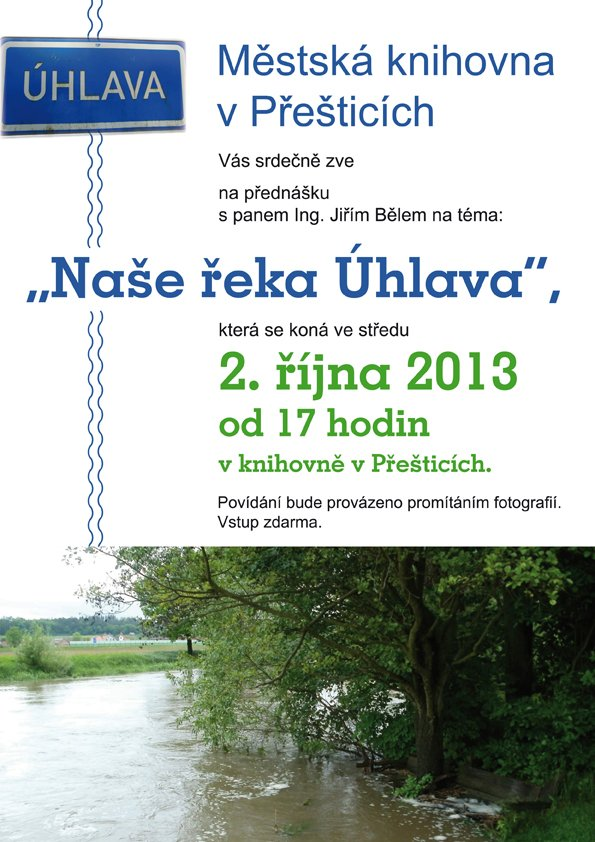 ÚHLAVA
Městská knihovna
v Přešticích
Vás srdečně zve
na přednášku
s panem Ing. Jiřím Bělem na téma:
„Naše řeka Úhlava“,
která se koná ve středu
2. října 2013
od 17 hodin
v knihovně v Přešticích.
Povídání bude provázeno promítáním fotografií.
Vstup zdarma.